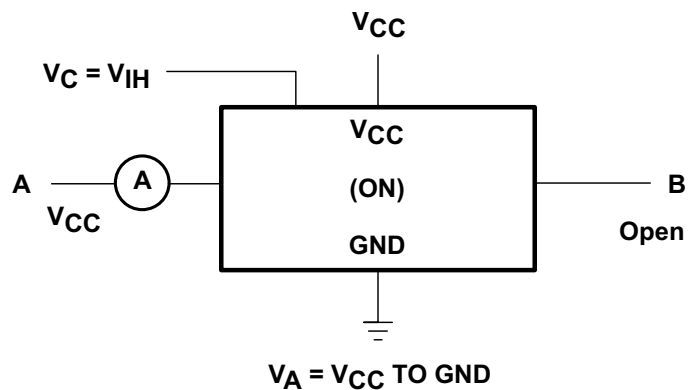 VCC
VC = VIH
VCC
A
A
(ON)
B
VCC
GND
Open
VA = VCC TO GND